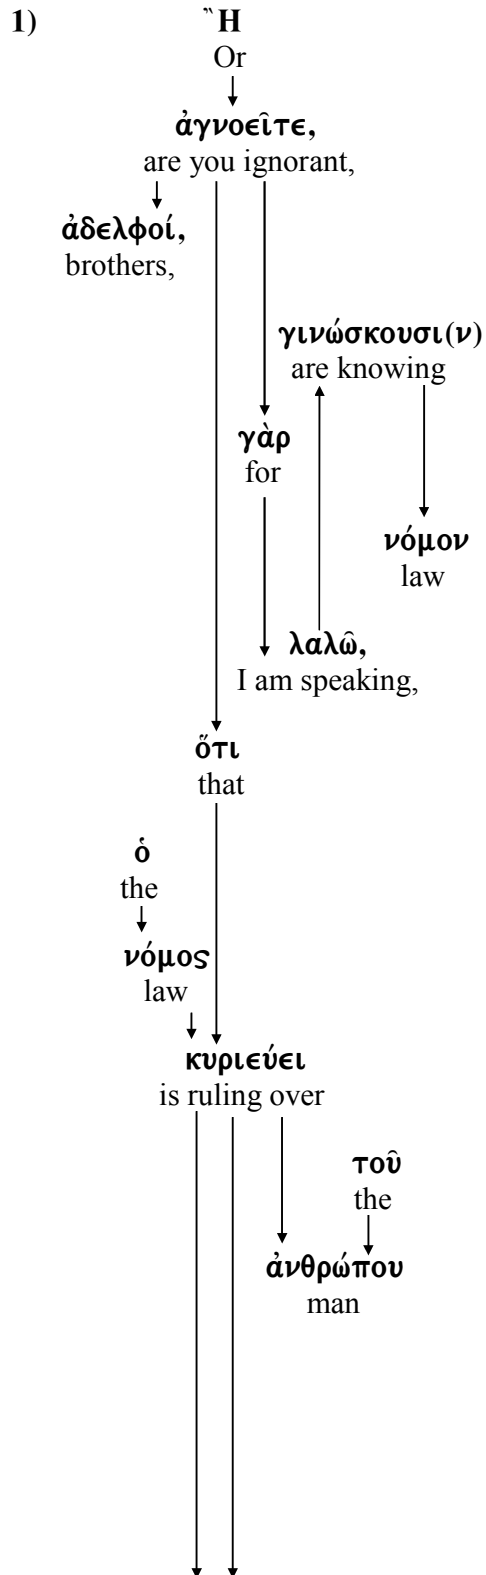 1) ῍Η
Or
ἀγνοεῖτε,
are you ignorant,
ἀδελφοί,
brothers,
γινώσκουσι(ν)
are knowing
γὰρ
for
νόμον
law
λαλῶ,
I am speaking,
ὅτι
that
ὁ
the
νόμος
law
κυριεύει
is ruling over
τοῦ
the
ἀνθρώπου
man